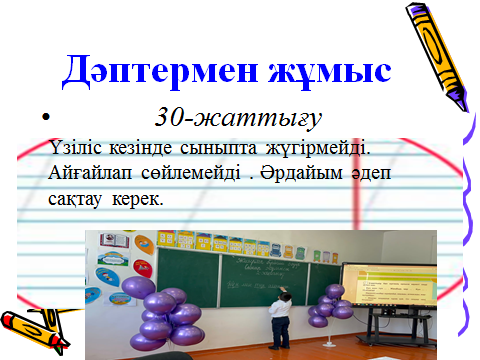 Дәптермен жұмыс
• 30-жаттығу
Үзіліс кезінде сыныпта жүгірмейді.
Айғайлап сөйлемейді . Әрдайым әдеп
сақтау керек.